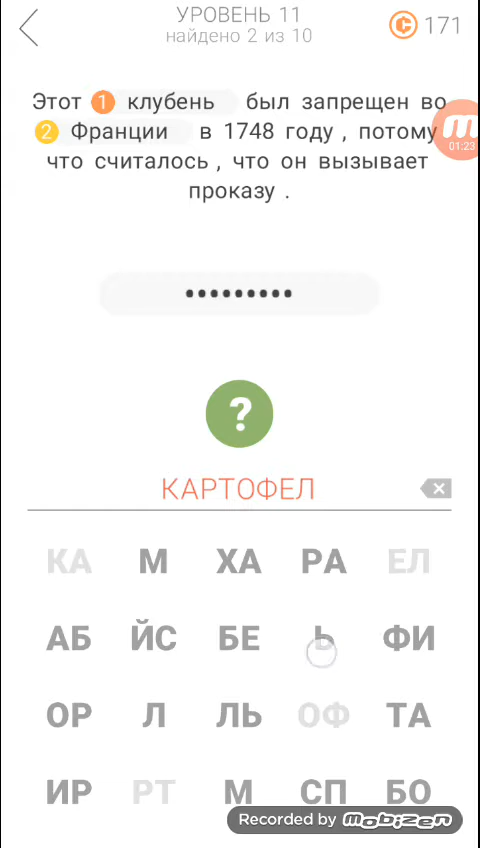 УРОВЕНЬ 11
найдено 2 из 10
171
Этот 1 клубень был запрещен во
2 Франции в 1748 году , потому
что считалось , что он вызывает
проказу .
01:23
?
КАРТОФЕЛ
КА М ХА РА ЕЛ
АБ ЙС БЕ Ь ФИ
ОР Л ЛЬ ОФ ТА
ИР РТ М СП БО
Recorded by mobizen